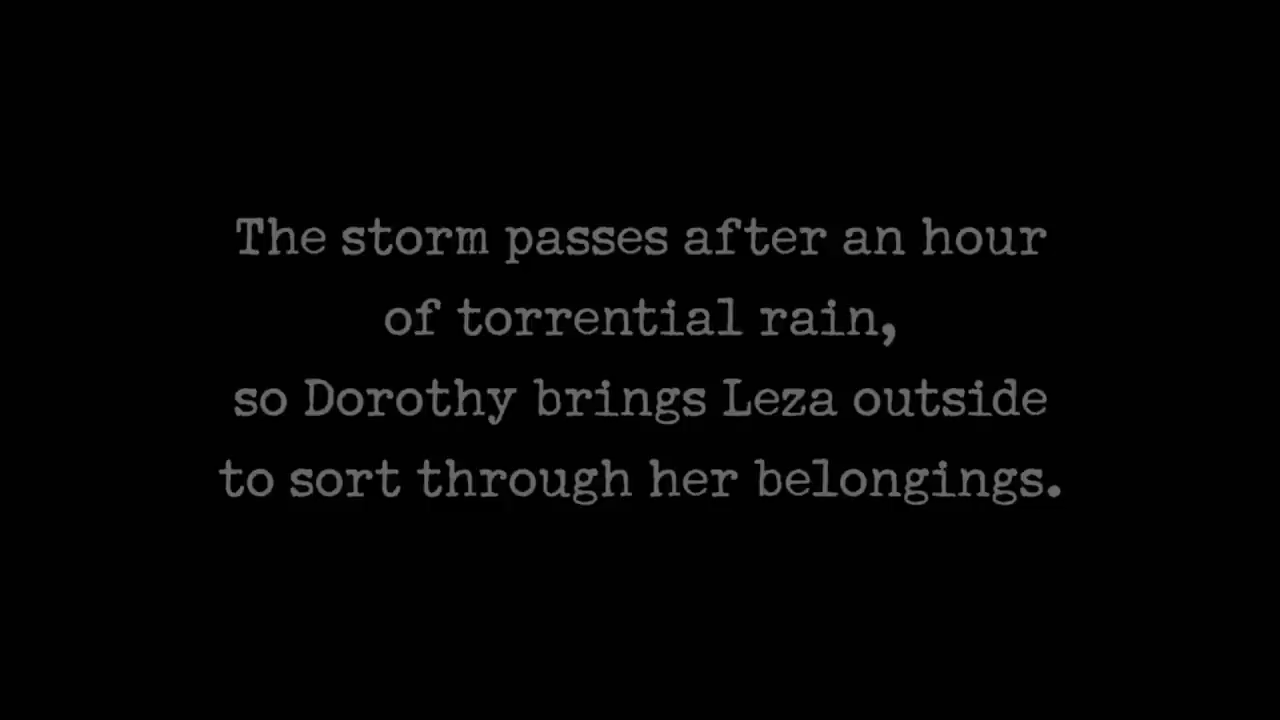 The storm passes after an hour
of torrential rain,
so Dorothy brings Leza outside
to sort through her belongings.